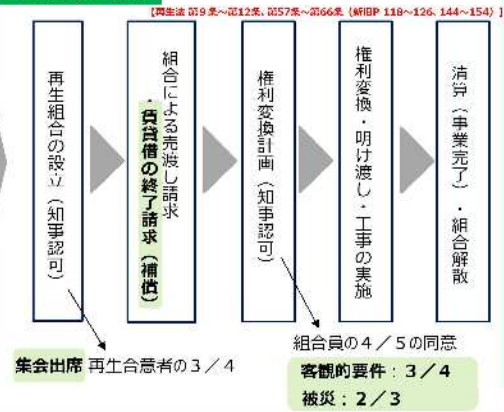 【再生法 第9条~第12条、第57条~第66条(新旧P 118~126、144~154)】
再生組合の設立(知事認可)
組合による売渡し請求
・賃貸借の終了請求(補償)
権利変換計画(知事認可)
権利変換・明け渡し・工事の実施
清算(事業完了)・組合解散
集会出席 再生合意者の3/4
組合員の4/5の同意
客観的要件:3/4
被災:2/3